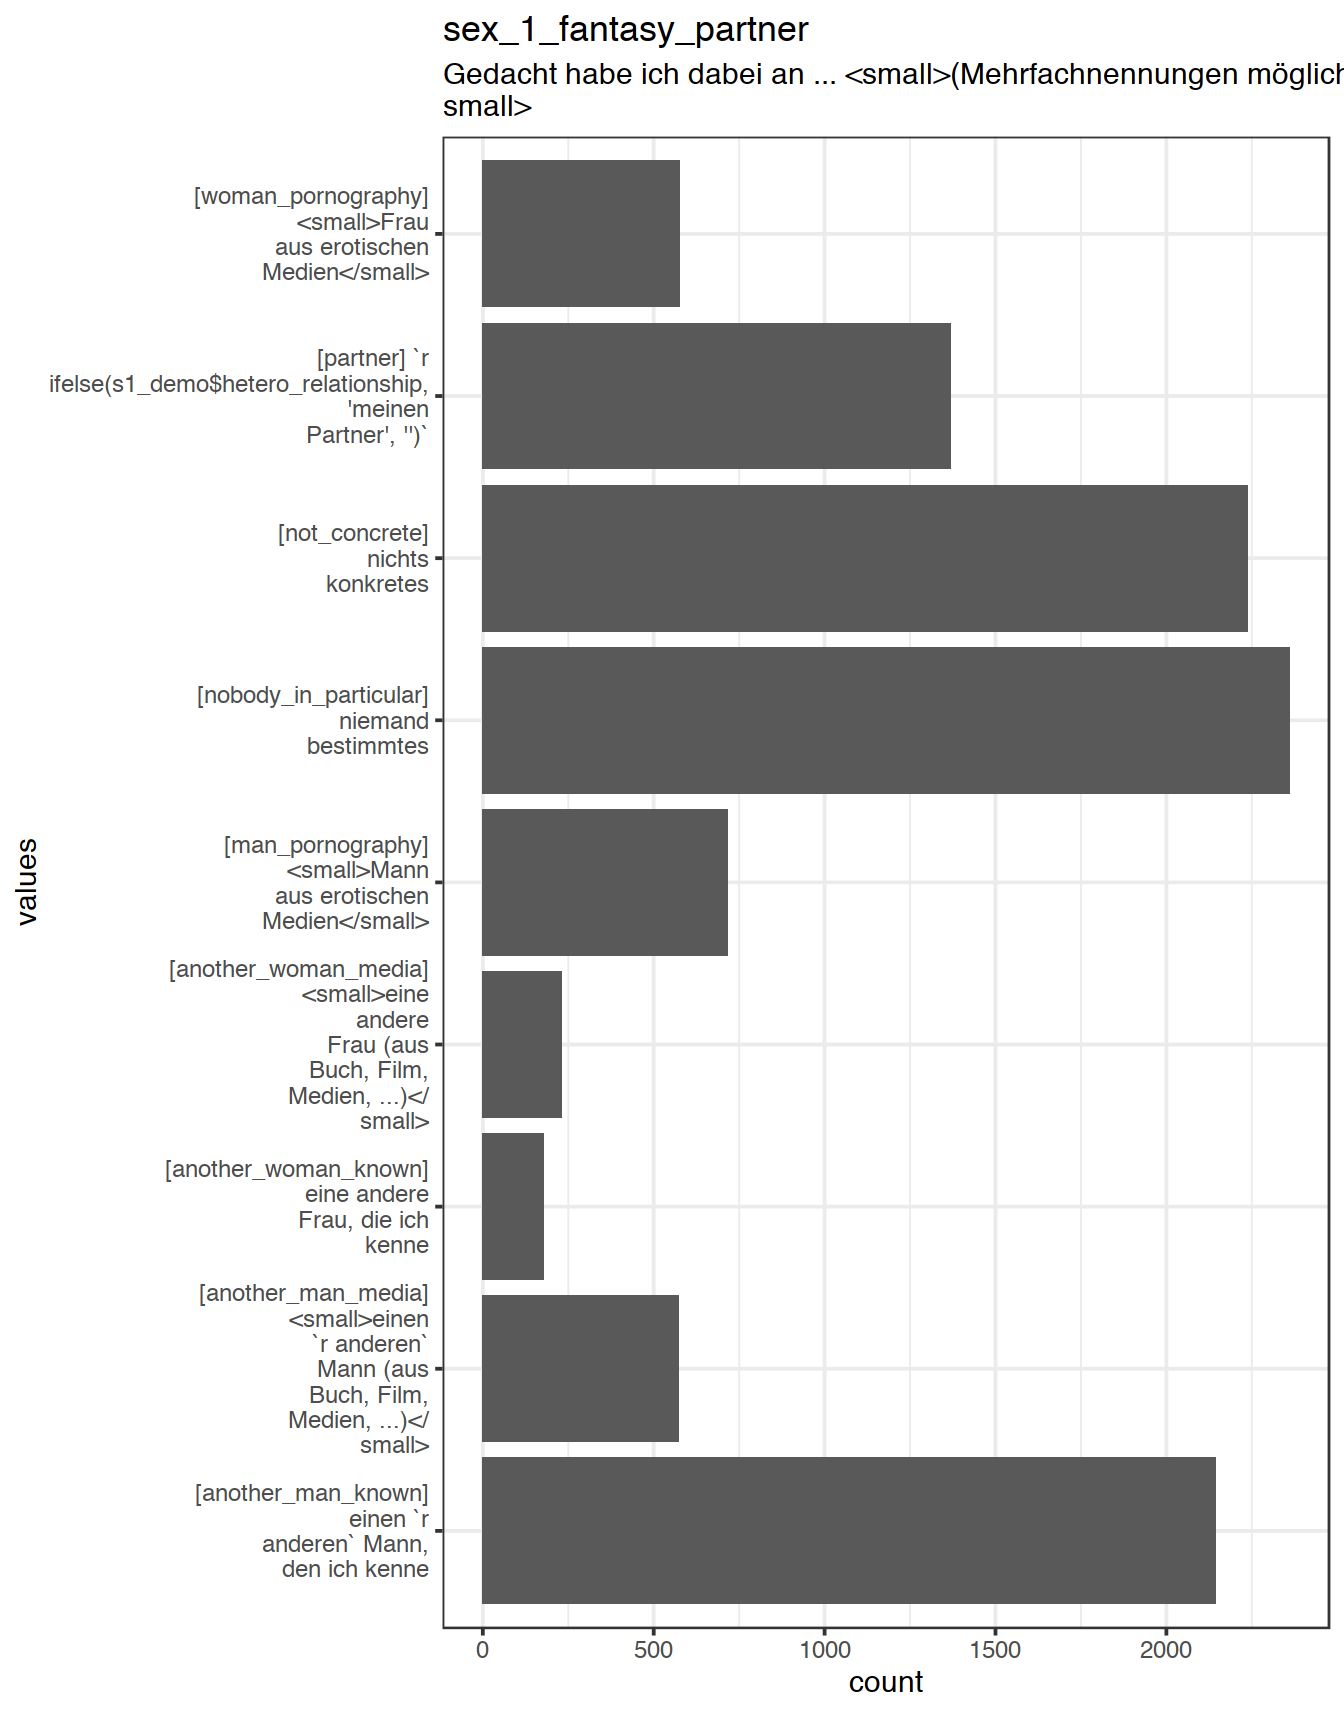 sex_1_fantasy_partner
Gedacht habe ich dabei an ... <small>(Mehrfachnennungen möglich
small>
[woman_pornography]
<small>Frau
aus erotischen
Medien</small>
[partner] `r
ifelse(s1_demo$hetero_relationship,
'meinen
Partner', '')`
[not_concrete]
nichts
konkretes
[nobody_in_particular]
niemand
bestimmtes
[man_pornography]
<small>Mann
aus erotischen
Medien</small>
[another_woman_media]
<small>eine
andere
Frau (aus
Buch, Film,
Medien, ...)</
small>
[another_woman_known]
eine andere
Frau, die ich
kenne
[another_man_media]
<small>einen
`r anderen`
Mann (aus
Buch, Film,
Medien, ...)</
small>
[another_man_known]
einen `r
anderen` Mann,
den ich kenne
values
0 500 1000 1500 2000
count